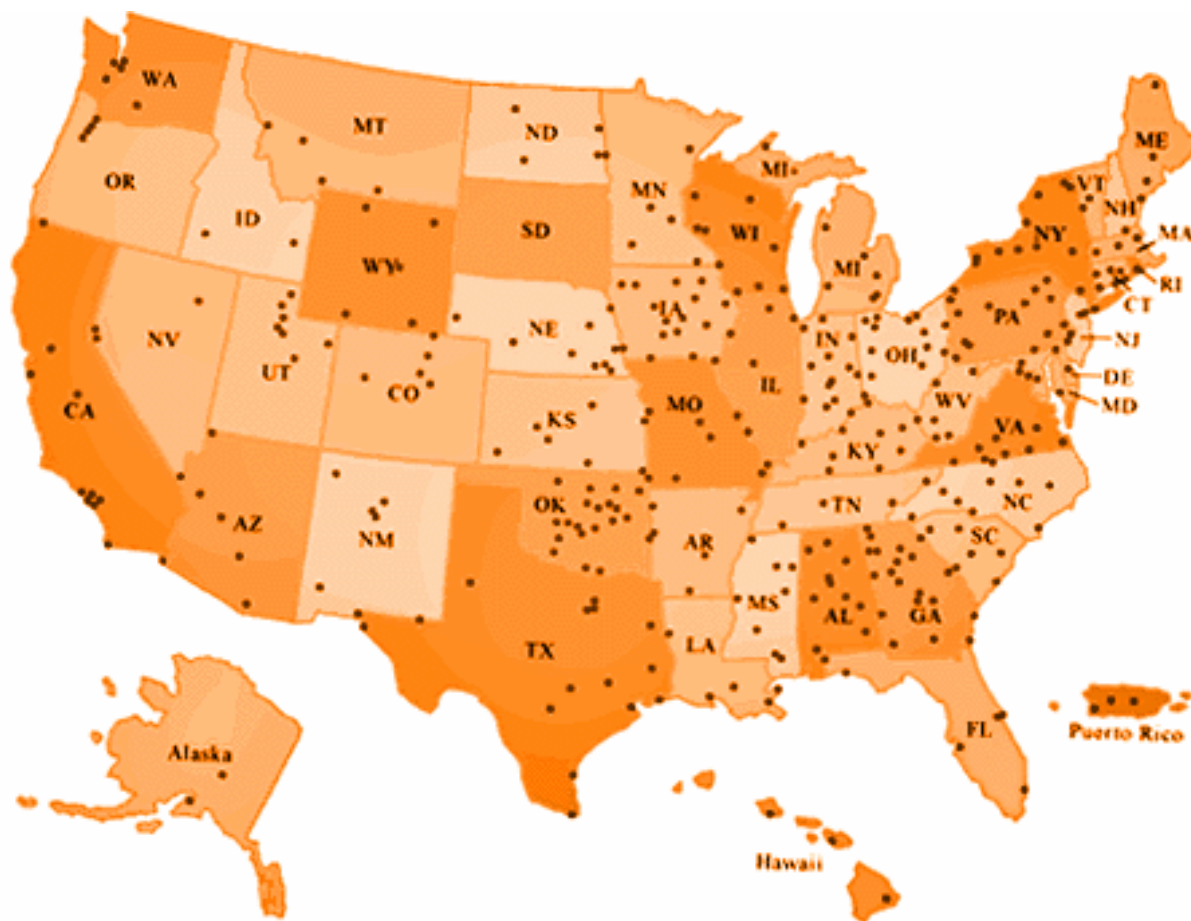 WA
MT
ND
MN
MI
ME
VT
NH
OR
ID
SD
WI
NY
MA
WY
MI
RI
CT
NV
UT
CO
NE
IA
IN
OH
PA
NJ
DE
MD
CA
KS
MO
IL
WV
VA
KY
AZ
NM
OK
AR
TN
NC
SC
MS
AL
GA
TX
LA
FL
Puerto Rico
Alaska
Hawaii